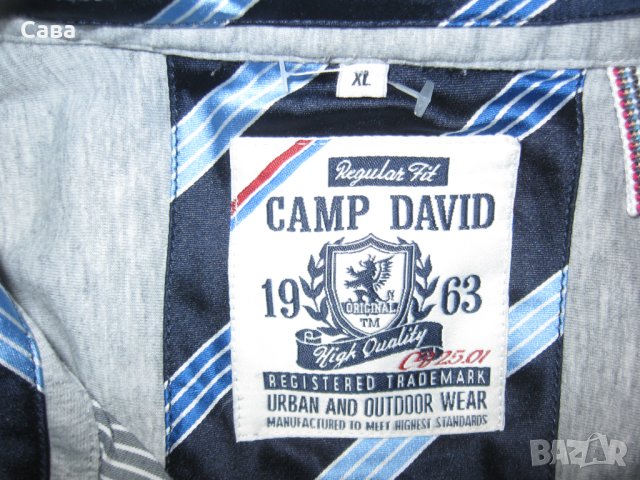 Сава
XL
Regular Fit
CAMP DAVID
19 63
ORIGINAL
TM
High Quality
CD 25.01
REGISTERED TRADEMARK
URBAN AND OUTDOOR WEAR
MANUFACTURED TO MEET HIGHEST STANDARDS
BAZAR